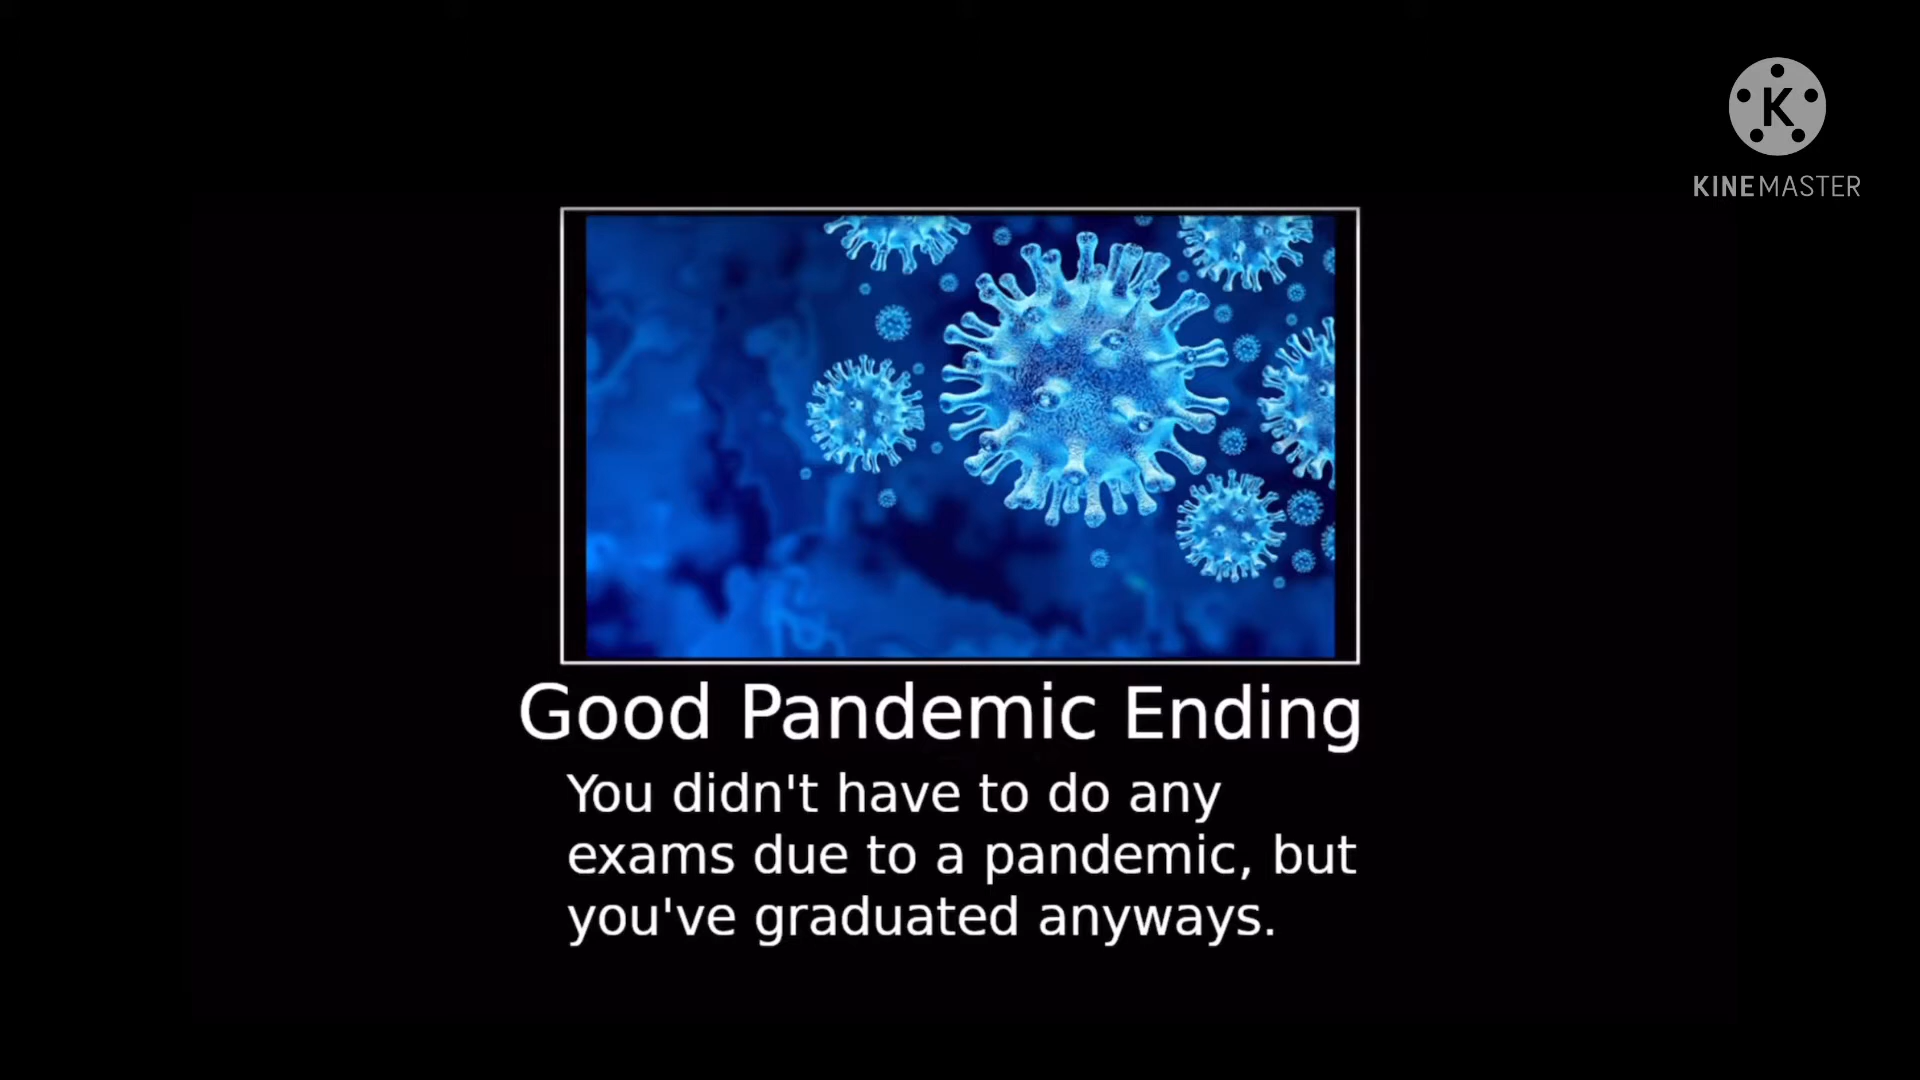 K
KINEMASTER
Good Pandemic Ending
You didn't have to do any
exams due to a pandemic, but
you've graduated anyways.